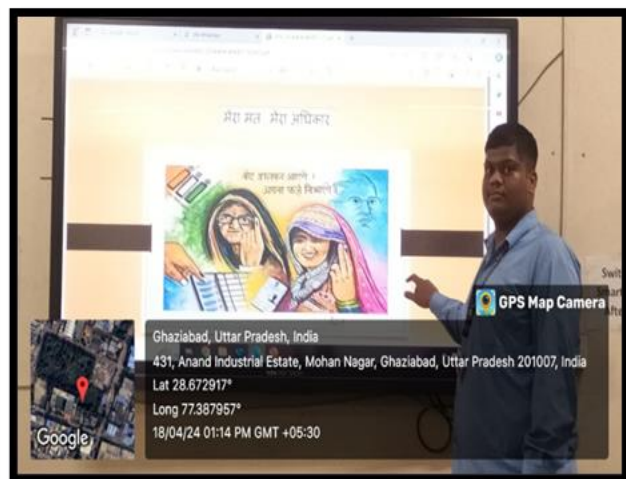 मेरा मत मेरा अधिकार
वोट डालकर आएंगे ।
अपना फर्ज निभाएंगे ।
GPS Map Camera
Ghaziabad, Uttar Pradesh, India
431, Anand Industrial Estate, Mohan Nagar, Ghaziabad, Uttar Pradesh 201007, India
Lat 28.672917°
Long 77.387957°
18/04/24 01:14 PM GMT +05:30
Google